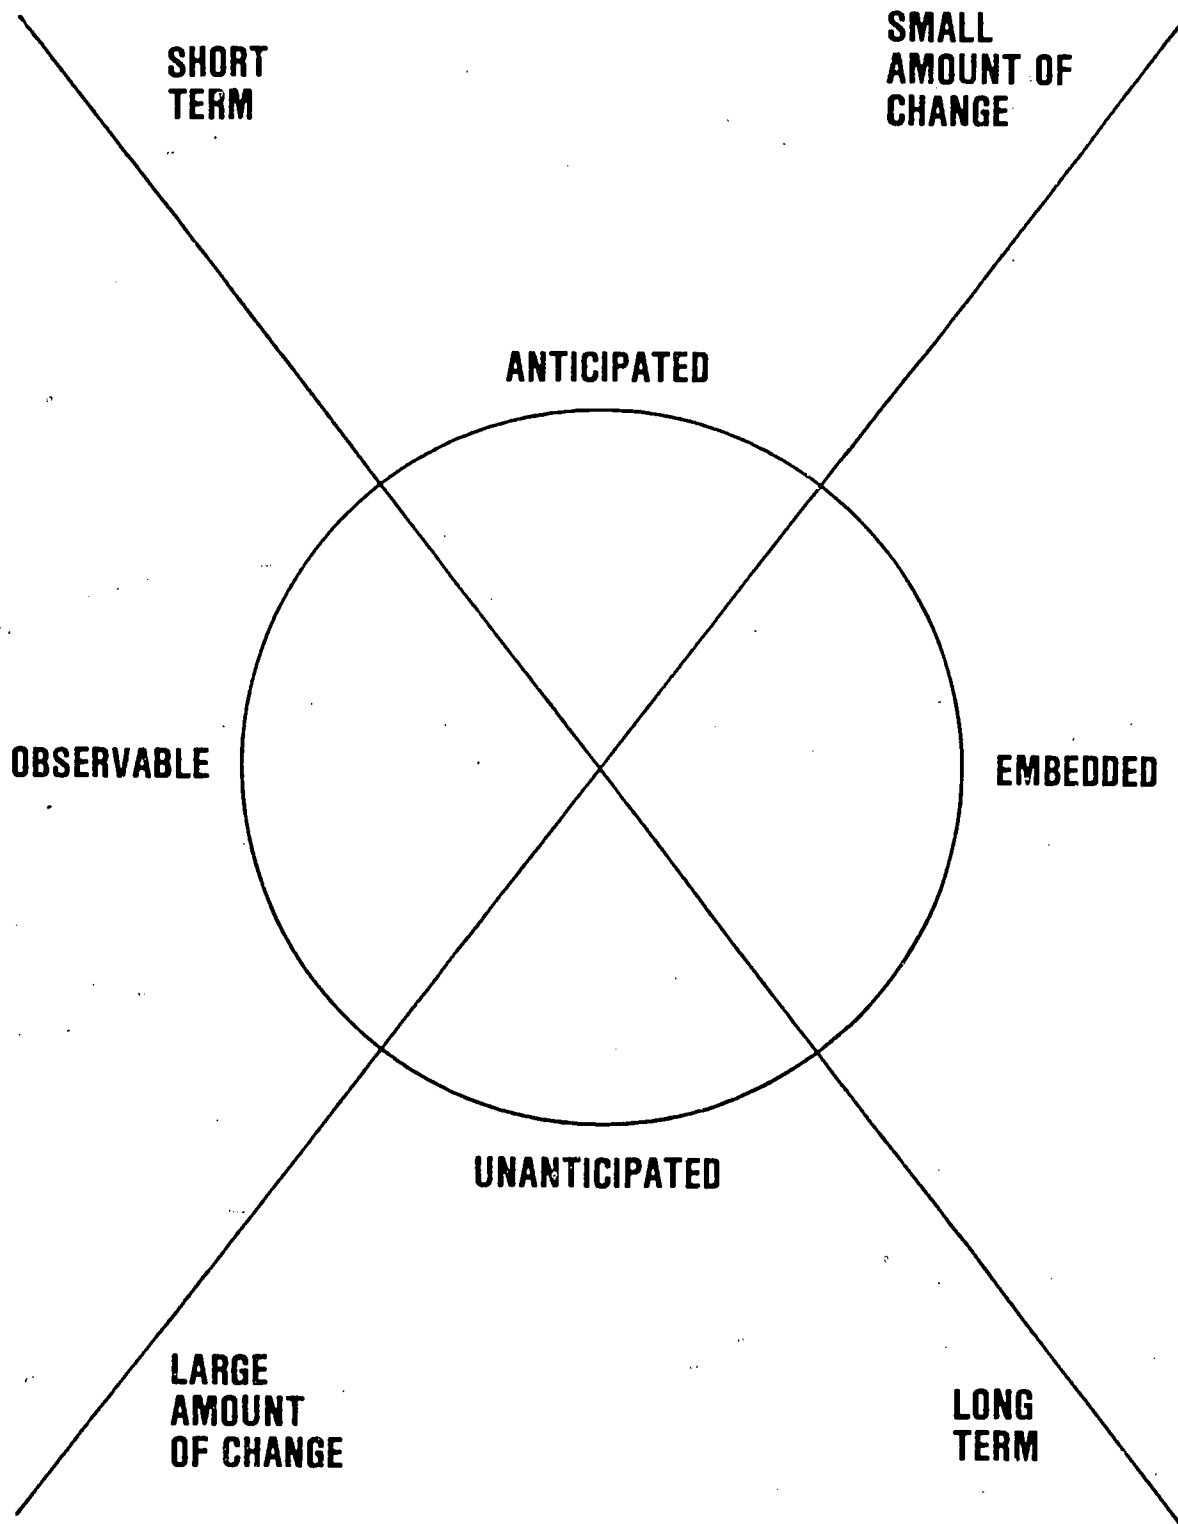 SHORT
TERM
SMALL
AMOUNT OF
CHANGE
ANTICIPATED
OBSERVABLE
EMBEDDED
UNANTICIPATED
LARGE
AMOUNT
OF CHANGE
LONG
TERM